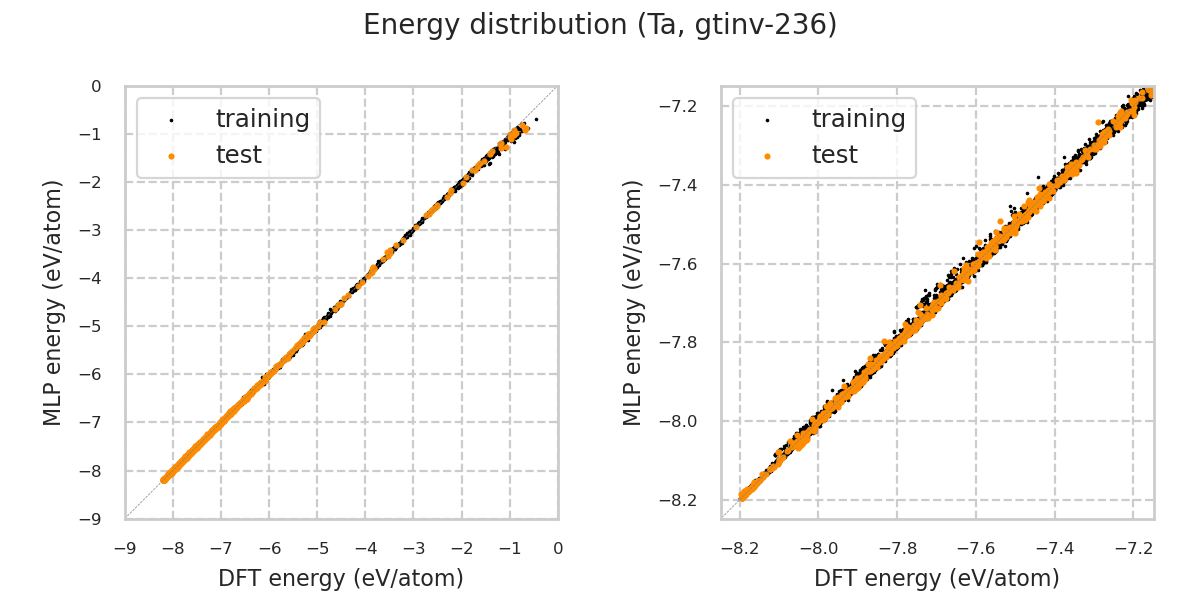 Energy distribution (Ta, gtinv-236)
MLP energy (eV/atom)
0
−1
−2
−3
−4
−5
−6
−7
−8
−9
training
test
−9 −8 −7 −6 −5 −4 −3 −2 −1 0
DFT energy (eV/atom)
MLP energy (eV/atom)
−7.2
−7.4
−7.6
−7.8
−8.0
−8.2
training
test
−8.2 −8.0 −7.8 −7.6 −7.4 −7.2
DFT energy (eV/atom)